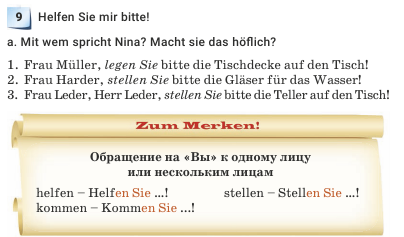 9 Helfen Sie mir bitte!
a. Mit wem spricht Nina? Macht sie das höflich?
1. Frau Müller, legen Sie bitte die Tischdecke auf den Tisch!
2. Frau Harder, stellen Sie bitte die Gläser für das Wasser!
3. Frau Leder, Herr Leder, stellen Sie bitte die Teller auf den Tisch!
Zum Merken!
Обращение на «Вы» к одному лицу
или нескольким лицам
helfen – Helfen Sie ...! stellen – Stellen Sie ...!
kommen – Kommen Sie ...!